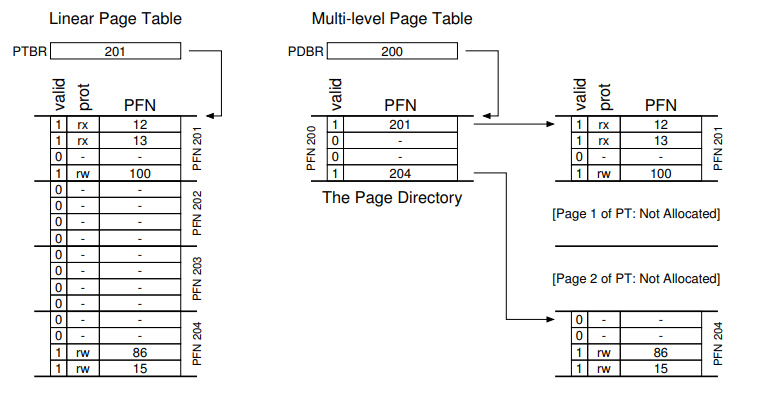 Linear Page Table
PTBR 201
valid prot PFN
1 rx 12
1 rx 13
0 - -
1 rw 100
PFN 201
0 - -
0 - -
0 - -
0 - -
PFN 202
0 - -
0 - -
0 - -
0 - -
PFN 203
0 - -
0 - -
1 rw 86
1 rw 15
PFN 204
Multi-level Page Table
PDBR 200
valid PFN
PFN 200
1 201
0 -
0 -
1 204
The Page Directory
valid prot PFN
1 rx 12
1 rx 13
0 - -
1 rw 100
PFN 201
[Page 1 of PT: Not Allocated]
[Page 2 of PT: Not Allocated]
0 - -
0 - -
1 rw 86
1 rw 15
PFN 204